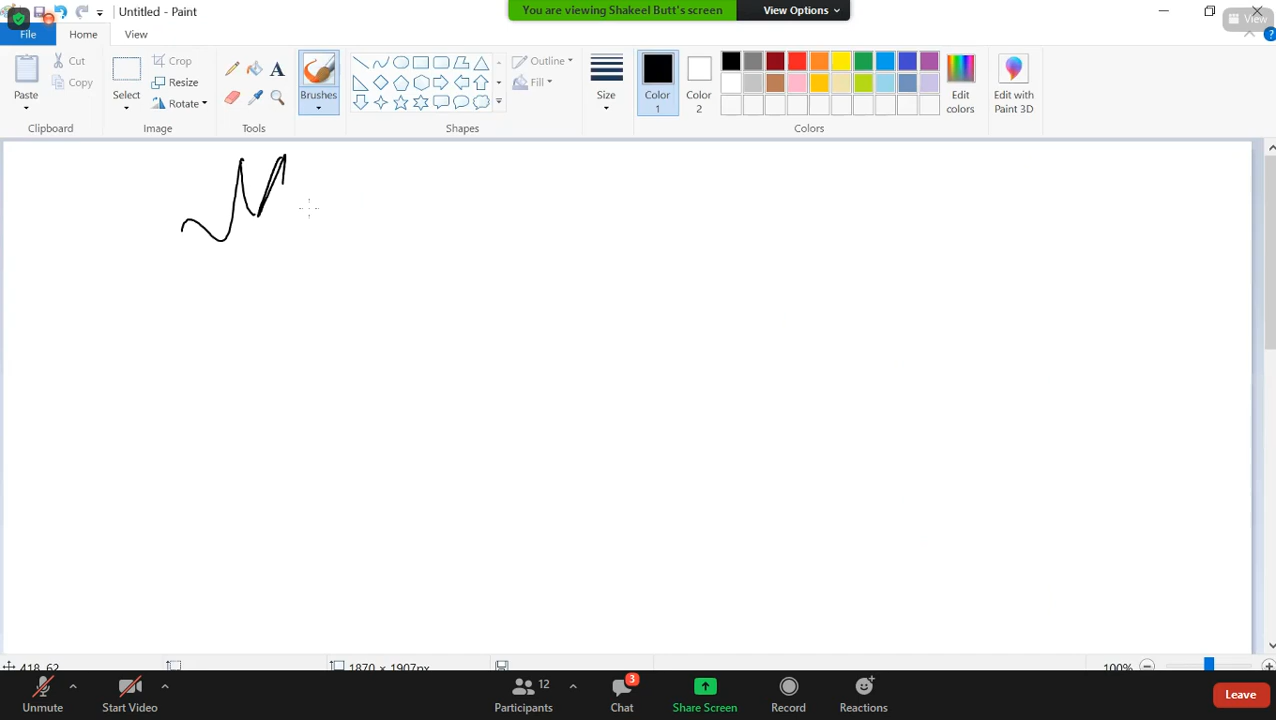 Untitled - Paint
You are viewing Shakeel Butt's screen
View Options
View
File
Home
View
Paste
Cut
Copy
Clipboard
Select
Crop
Resize
Rotate
Image
Tools
Brushes
Outline
Fill
Shapes
Size
Color 1
Color 2
Edit colors
Edit with Paint 3D
Colors
418, 62
1870 × 1907px
100%
Unmute
Start Video
12
Participants
3
Chat
Share Screen
Record
Reactions
Leave